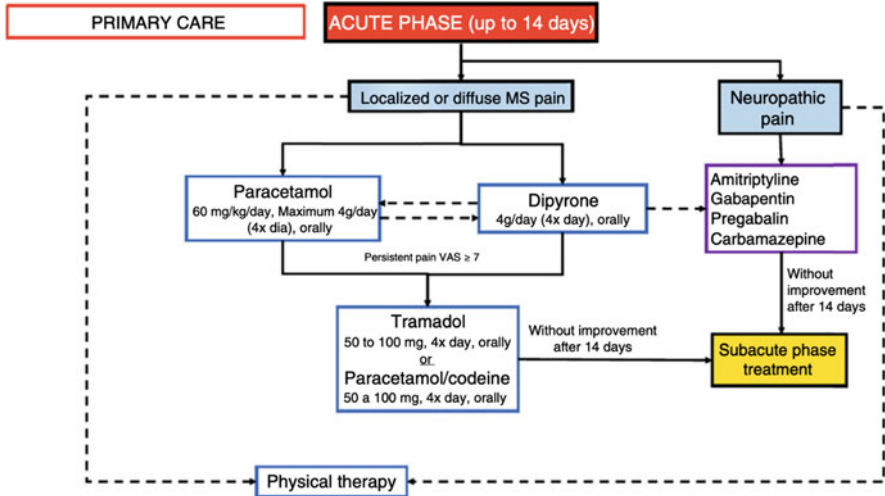 PRIMARY CARE
ACUTE PHASE (up to 14 days)
Localized or diffuse MS pain
Neuropathic
pain
Paracetamol
60 mg/kg/day, Maximum 4g/day
(4x dia), orally
Dipyrone
4g/day (4x day), orally
Amitriptyline
Gabapentin
Pregabalin
Carbamazepine
Persistent pain VAS ≥ 7
Without
improvement
after 14 days
Tramadol
50 to 100 mg, 4x day, orally
or
Paracetamol/codeine
50 a 100 mg, 4x day, orally
Without improvement
after 14 days
Subacute phase
treatment
Physical therapy